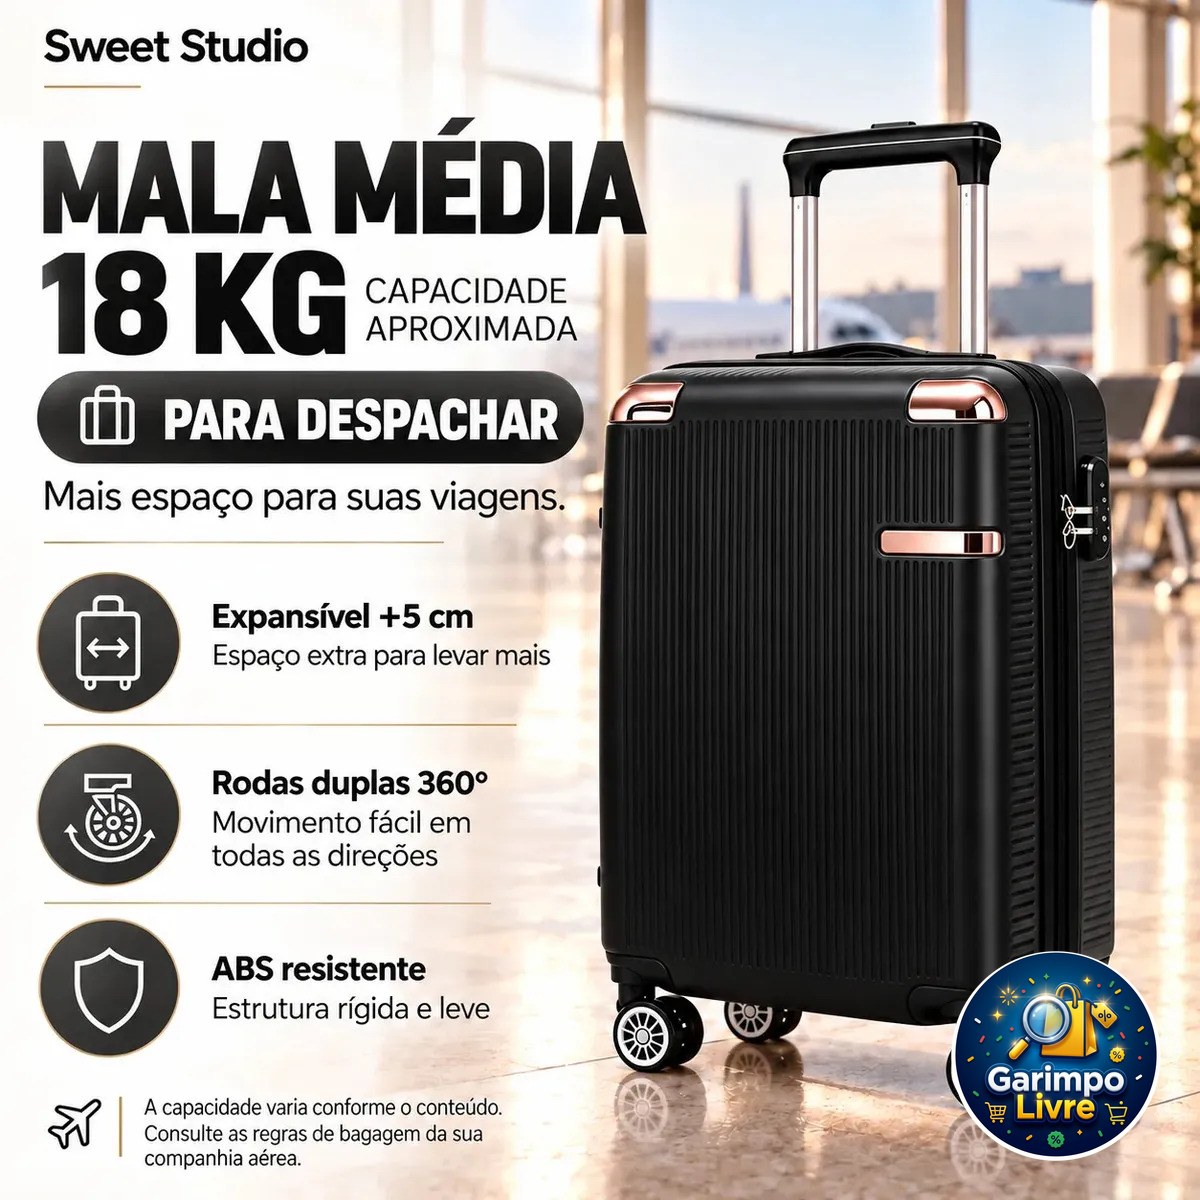 Sweet Studio
MALA MÉDIA
18 KG
CAPACIDADE
APROXIMADA
PARA DESPACHAR
Mais espaço para suas viagens.
Expansível +5 cm
Espaço extra para levar mais
Rodas duplas 360°
Movimento fácil em
todas as direções
ABS resistente
Estrutura rígida e leve
A capacidade varia conforme o conteúdo.
Consulte as regras de bagagem da sua
companhia aérea.
%
%
Garimpo
Livre
%